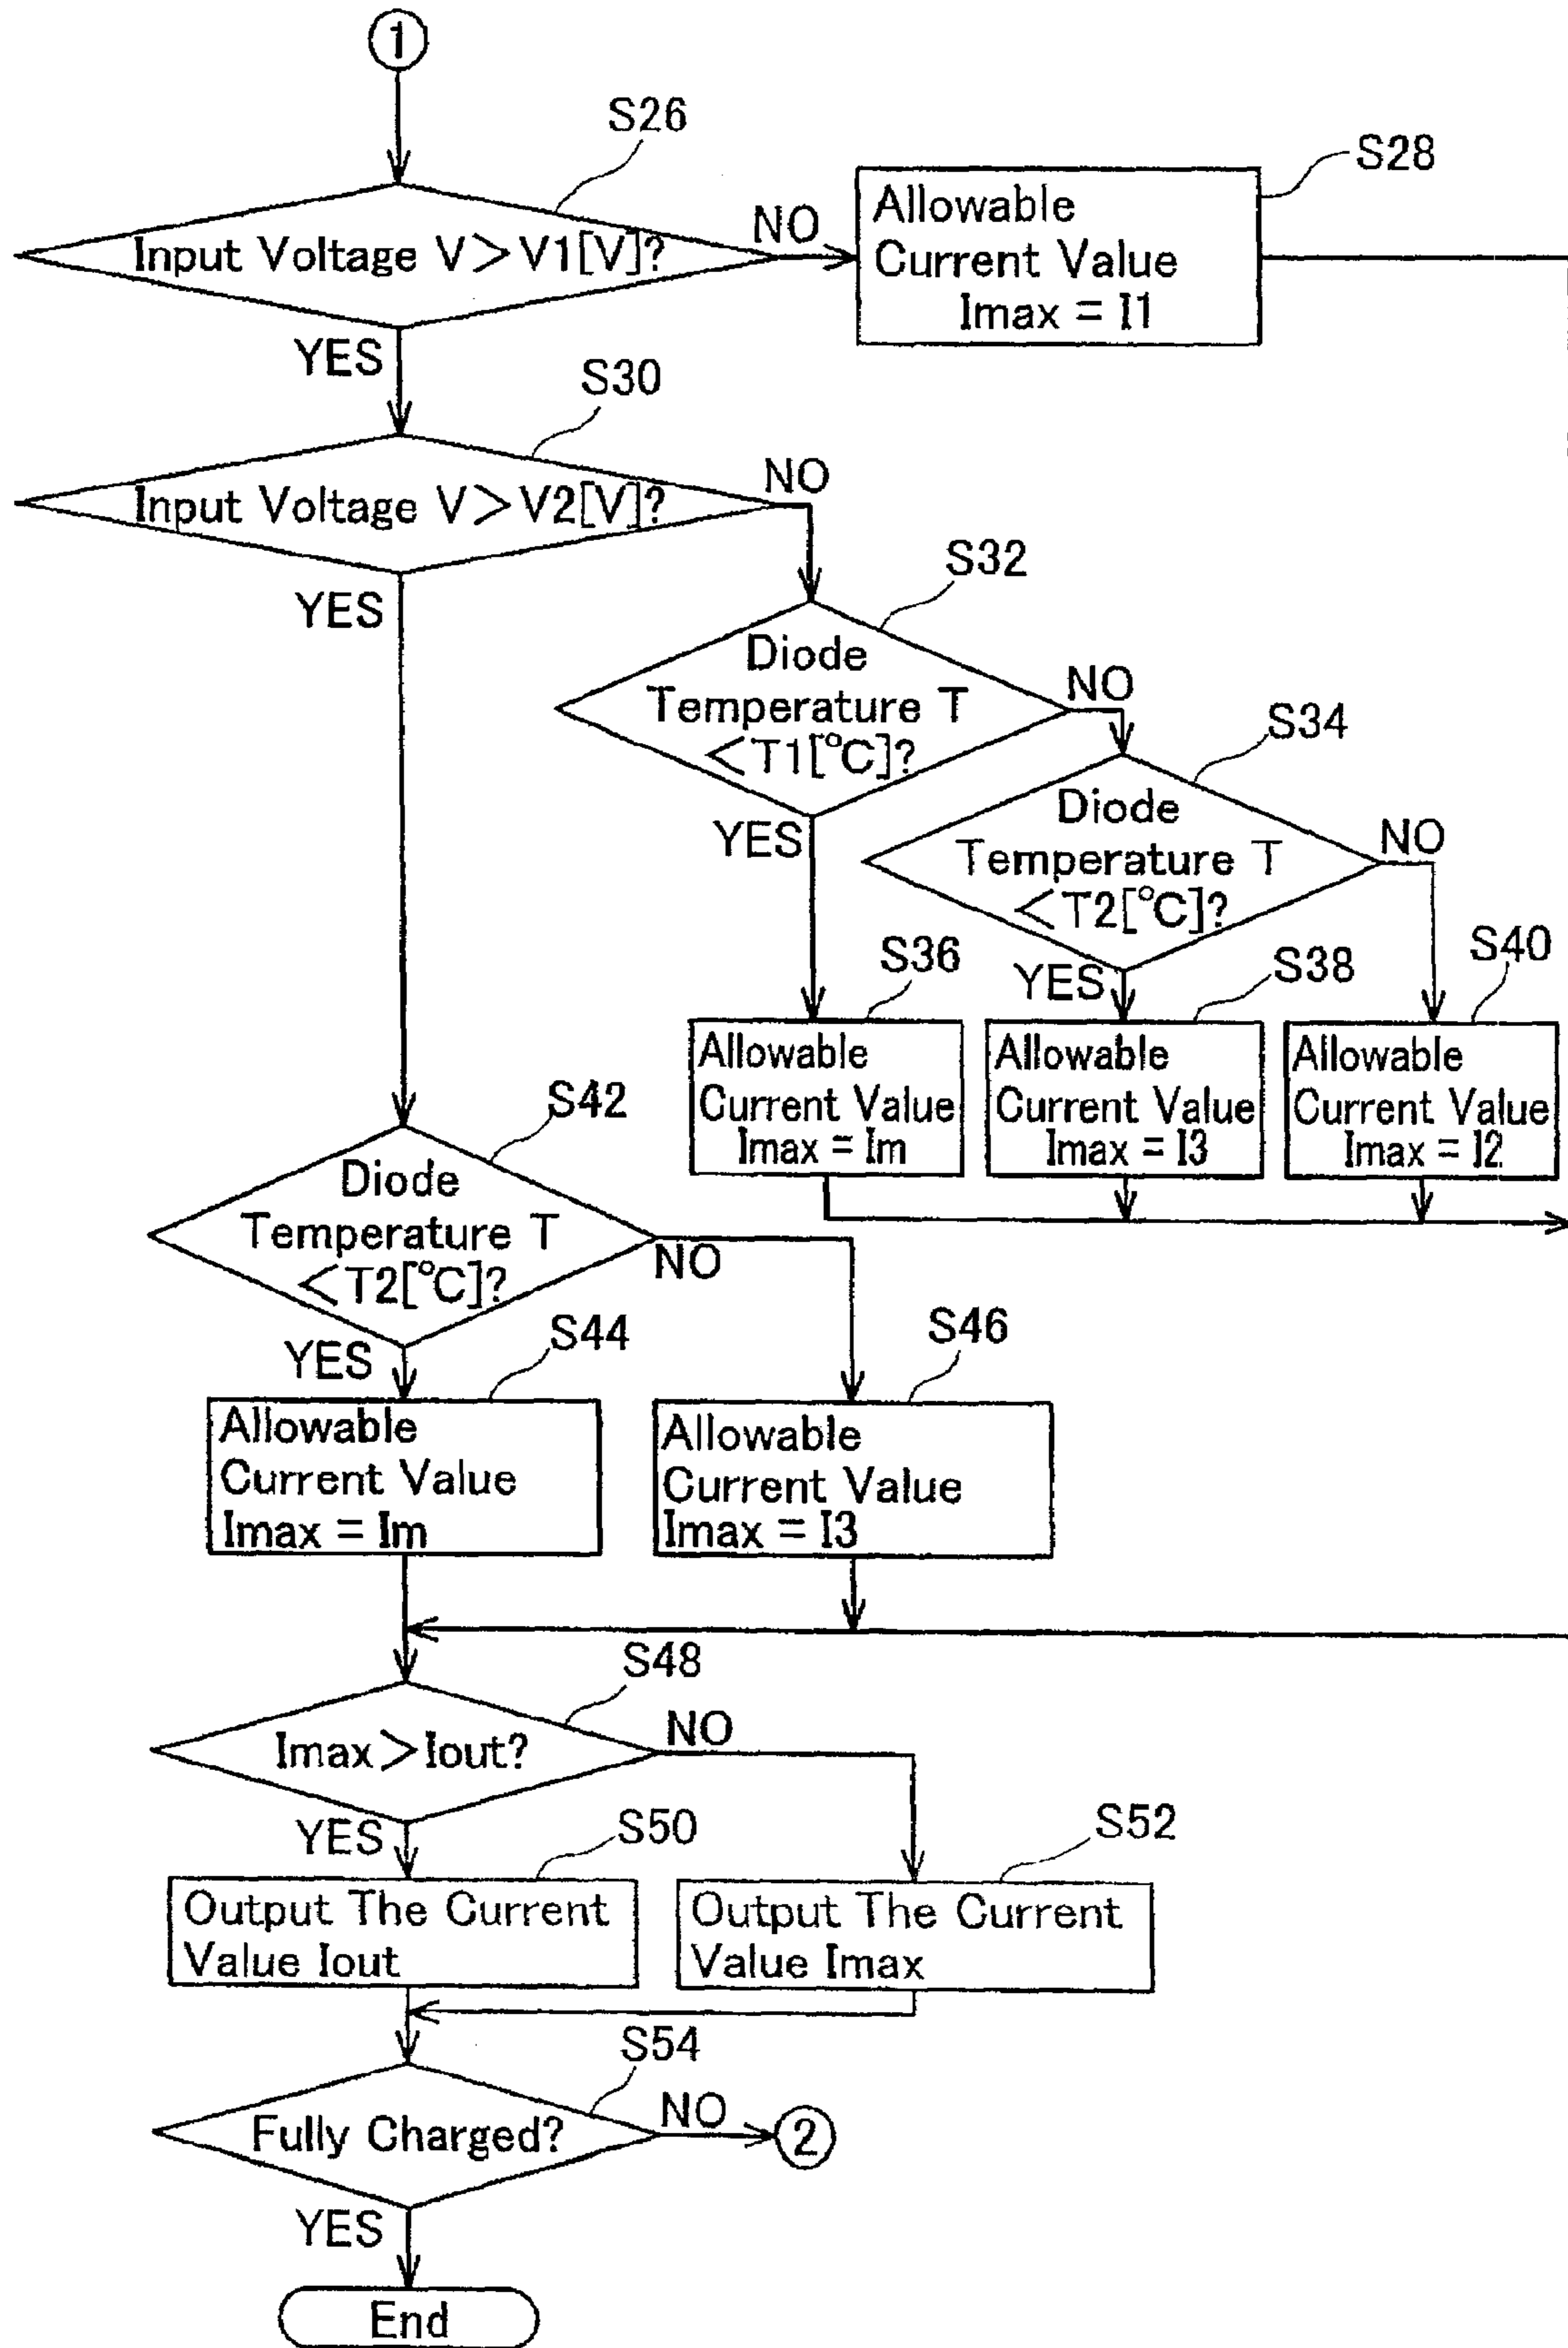 1
S26
Input Voltage V>V1[V]?
NO
S28
Allowable
Current Value
Imax = I1
YES
S30
Input Voltage V>V2[V]?
NO
YES
S32
Diode
Temperature T
<T1[℃]?
NO
YES
S34
Diode
Temperature T
<T2[℃]?
NO
YES
S36
Allowable
Current Value
Imax = Im
S38
Allowable
Current Value
Imax = I3
S40
Allowable
Current Value
Imax = I2
S42
Diode
Temperature T
<T2[℃]?
NO
YES
S44
Allowable
Current Value
Imax = Im
S46
Allowable
Current Value
Imax = I3
S48
Imax>Iout?
NO
YES
S50
Output The Current
Value Iout
S52
Output The Current
Value Imax
S54
Fully Charged?
NO
2
YES
End